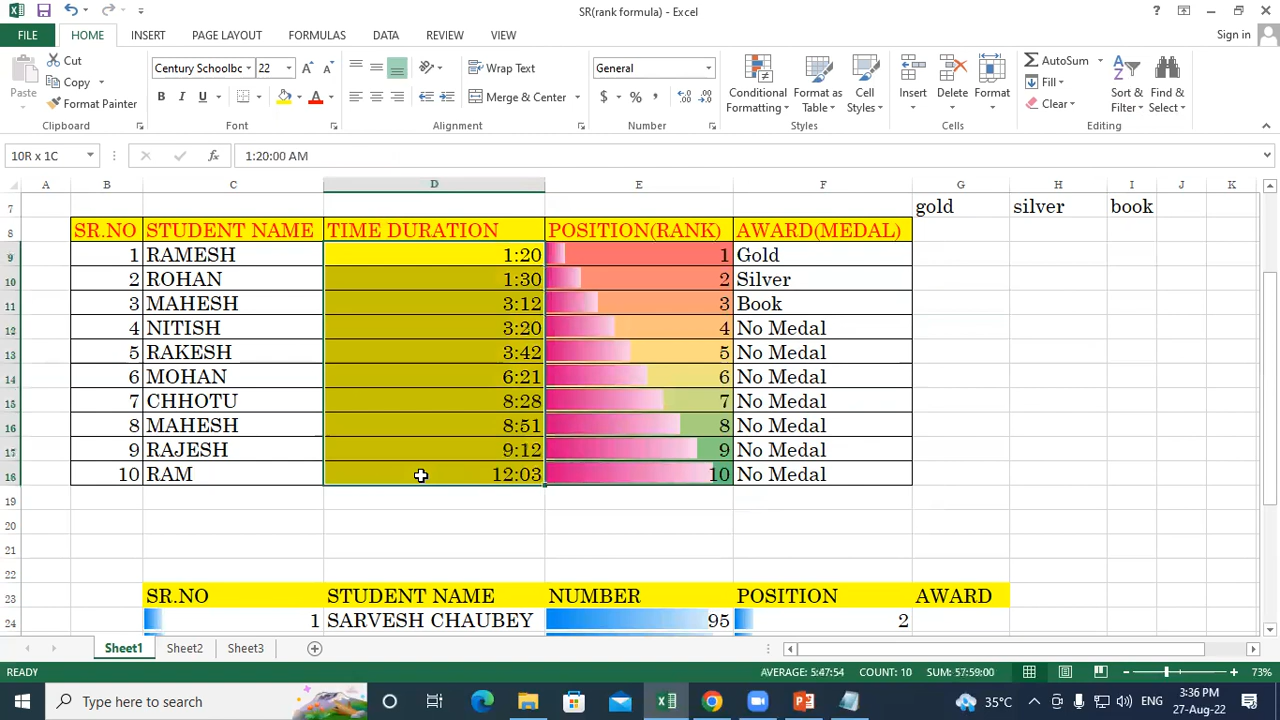 SR(rank formula) - Excel
FILE HOME INSERT PAGE LAYOUT FORMULAS DATA REVIEW VIEW Sign in
Paste Cut Copy Format Painter Clipboard
Century Schoolbc 22 B I U A Font
Wrap Text Merge & Center Alignment
General $ % , Number
Conditional Formatting Format as Table Cell Styles Styles
Insert Delete Format Cells
AutoSum Fill Clear Sort & Filter Find & Select Editing
10R x 1C fx 1:20:00 AM
A B C D E F G H I J K
7 gold silver book
8 SR.NO STUDENT NAME TIME DURATION POSITION(RANK) AWARD(MEDAL)
9 1 RAMESH 1:20 1 Gold
10 2 ROHAN 1:30 2 Silver
11 3 MAHESH 3:12 3 Book
12 4 NITISH 3:20 4 No Medal
13 5 RAKESH 3:42 5 No Medal
14 6 MOHAN 6:21 6 No Medal
15 7 CHHOTU 8:28 7 No Medal
16 8 MAHESH 8:51 8 No Medal
17 9 RAJESH 9:12 9 No Medal
18 10 RAM 12:03 10 No Medal
19
20
21
22
23 SR.NO STUDENT NAME NUMBER POSITION AWARD
24 1 SARVESH CHAUBEY 95 2
Sheet1 Sheet2 Sheet3
READY AVERAGE: 5:47:54 COUNT: 10 SUM: 57:59:00 73%
Type here to search 35°C ENG 3:36 PM
27-Aug-22